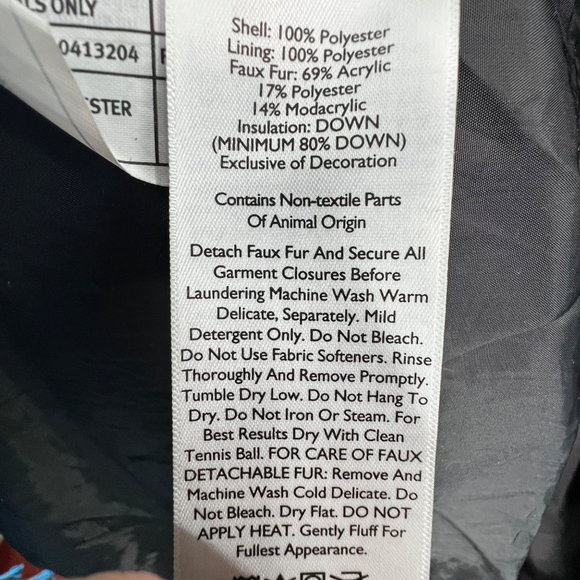 LS ONLY
0413204
ESTER
Shell: 100% Polyester
Lining: 100% Polyester
Faux Fur: 69% Acrylic
17% Polyester
14% Modacrylic
Insulation: DOWN
(MINIMUM 80% DOWN)
Exclusive of Decoration
Contains Non-textile Parts
Of Animal Origin
Detach Faux Fur And Secure All
Garment Closures Before
Laundering Machine Wash Warm
Delicate, Separately. Mild
Detergent Only. Do Not Bleach.
Do Not Use Fabric Softeners. Rinse
Thoroughly And Remove Promptly.
Tumble Dry Low. Do Not Hang To
Dry. Do Not Iron Or Steam. For
Best Results Dry With Clean
Tennis Ball. FOR CARE OF FAUX
DETACHABLE FUR: Remove And
Machine Wash Cold Delicate. Do
Not Bleach. Dry Flat. DO NOT
APPLY HEAT. Gently Fluff For
Fullest Appearance.